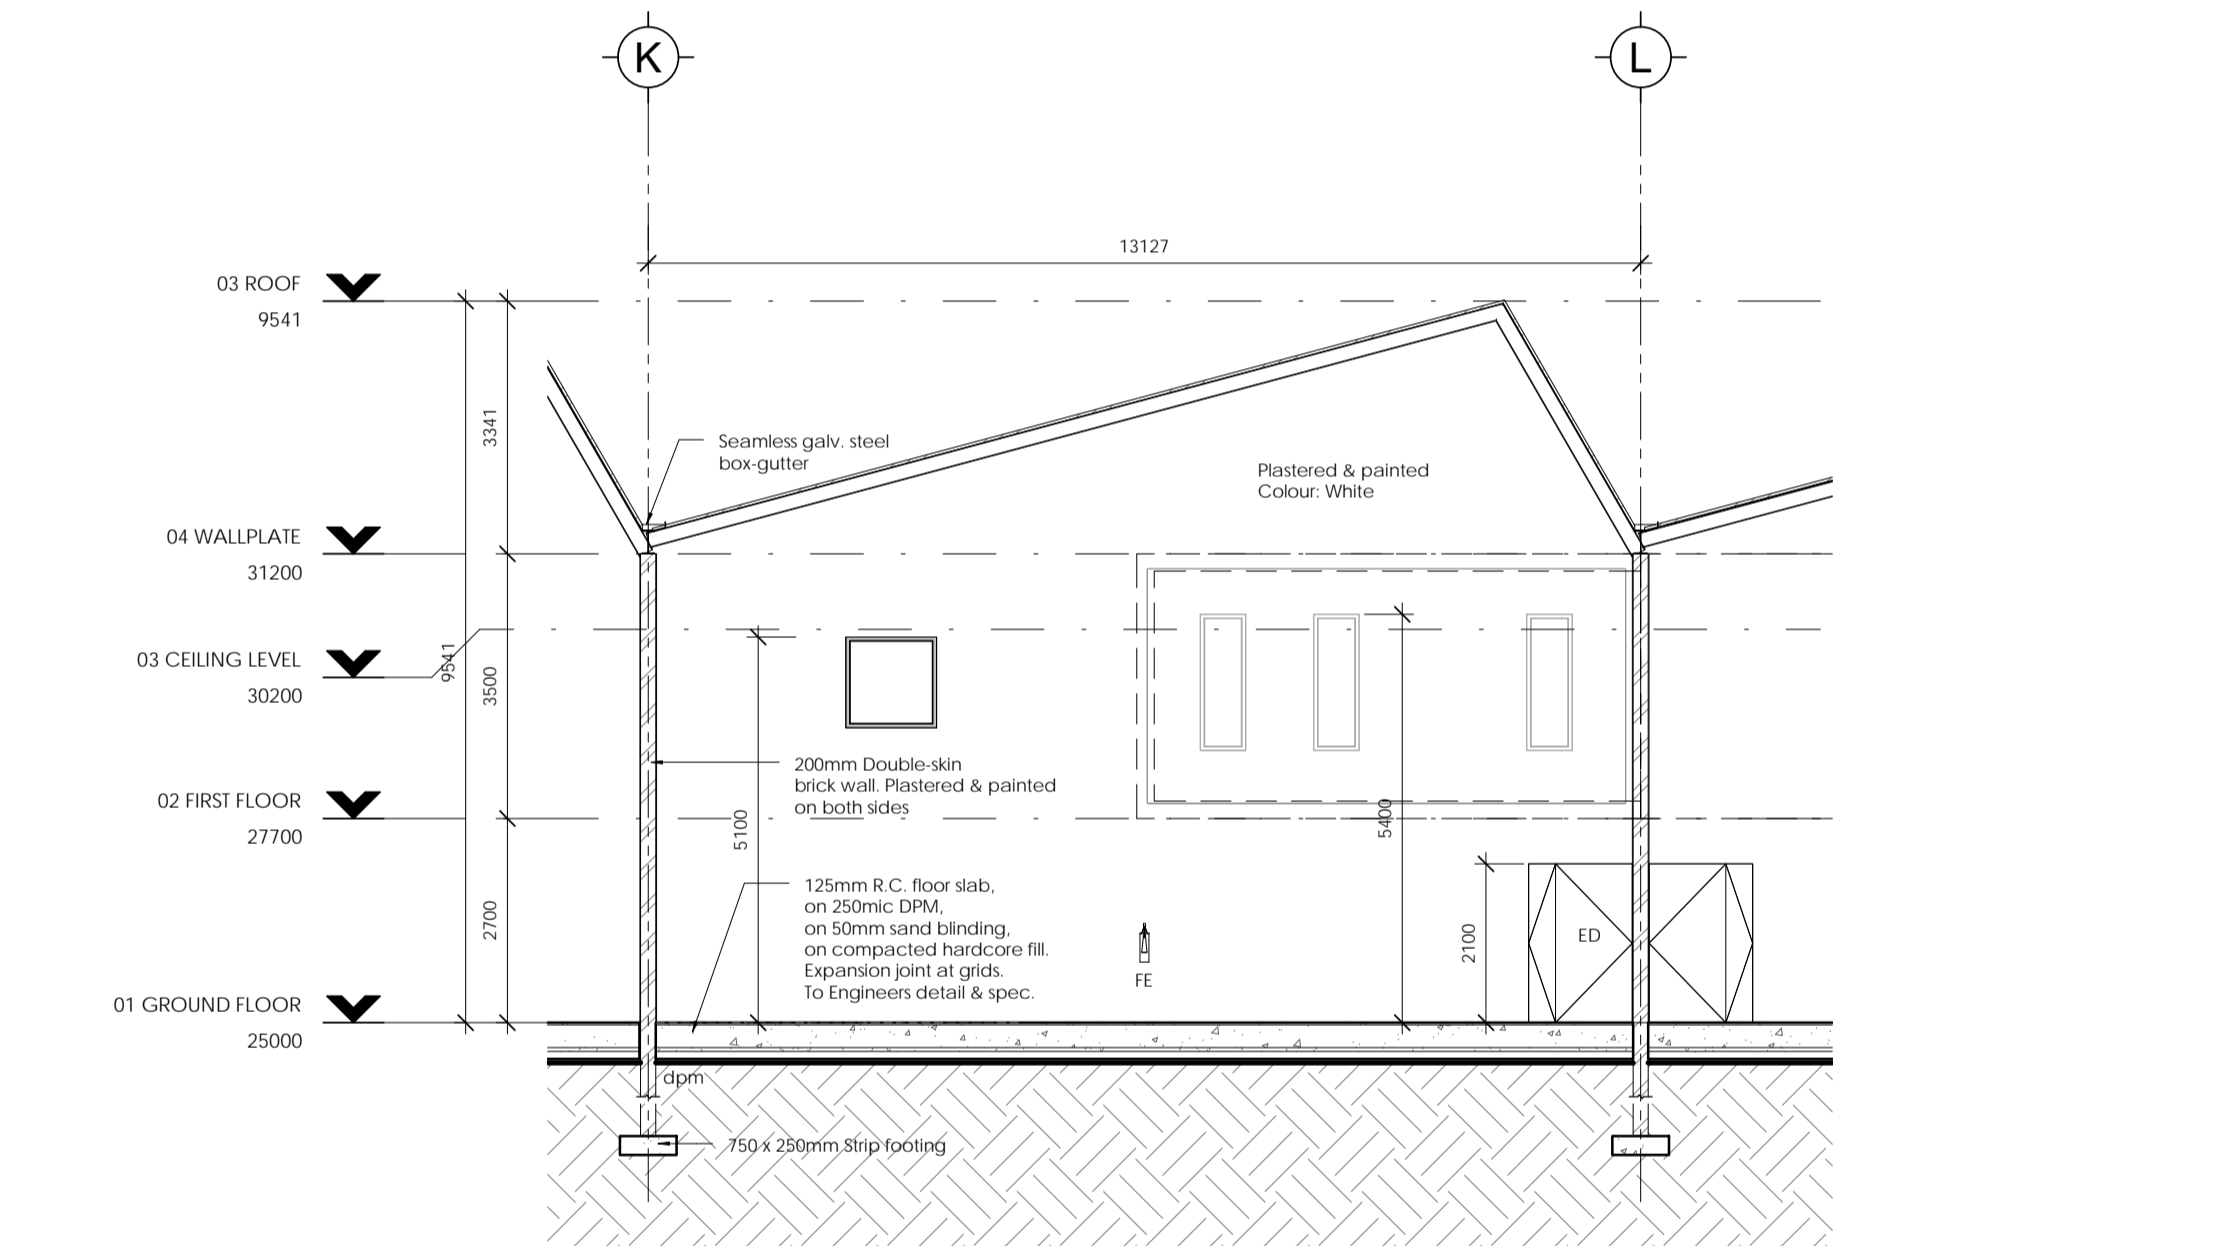 K
L
13127
03 ROOF
9541
3341
Seamless galv. steel
box-gutter
Plastered & painted
Colour: White
04 WALLPLATE
31200
03 CEILING LEVEL
30200
9541
3500
200mm Double-skin
brick wall. Plastered & painted
on both sides
02 FIRST FLOOR
27700
5100
5400
125mm R.C. floor slab,
on 250mic DPM,
on 50mm sand blinding,
on compacted hardcore fill.
Expansion joint at grids.
To Engineers detail & spec.
2700
FE
2100
ED
01 GROUND FLOOR
25000
dpm
750 x 250mm Strip footing